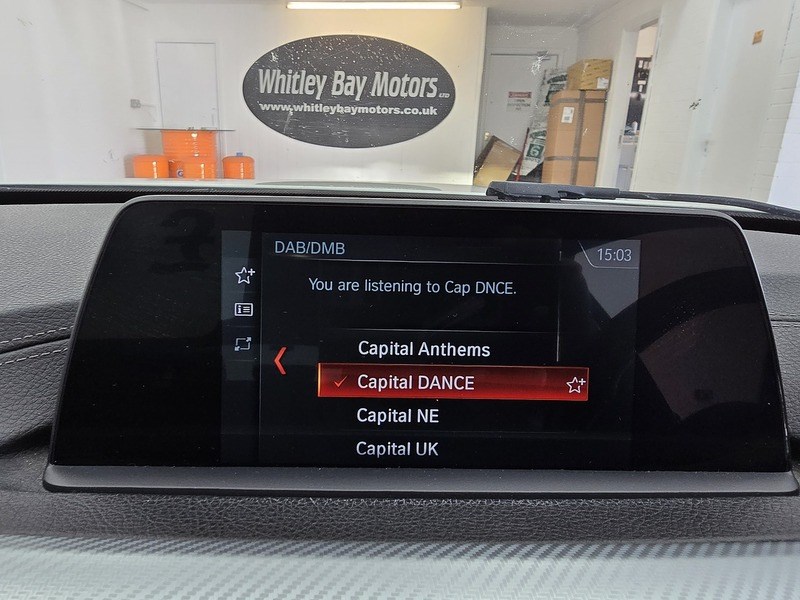 Whitley Bay Motors LTD
www.whitleybaymotors.co.uk
DAB/DMB
15:03
You are listening to Cap DNCE.
Capital Anthems
Capital DANCE
Capital NE
Capital UK